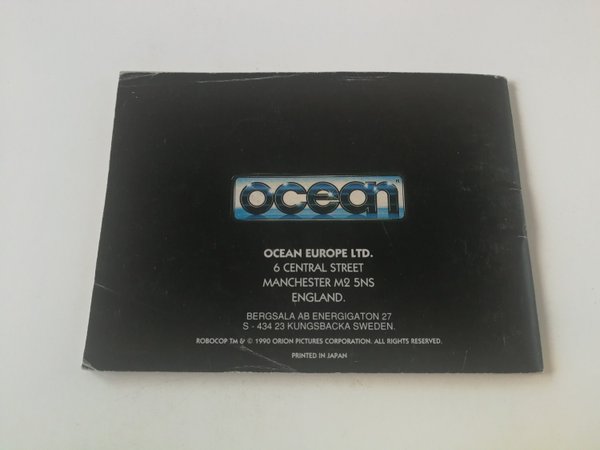 ocean
OCEAN EUROPE LTD.
6 CENTRAL STREET
MANCHESTER M2 5NS
ENGLAND.
BERGSALA AB ENERGIGATON 27
S - 434 23 KUNGSBACKA SWEDEN.
ROBOCOP TM & © 1990 ORION PICTURES CORPORATION. ALL RIGHTS RESERVED.
PRINTED IN JAPAN